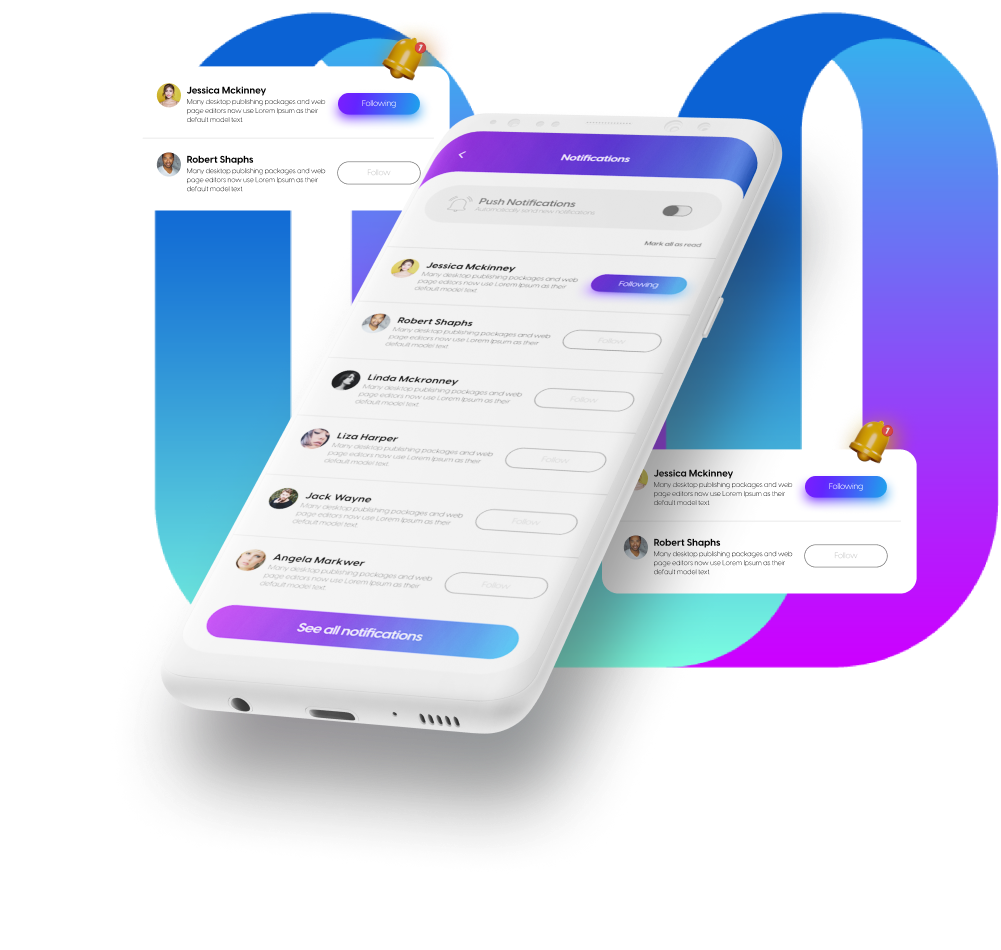 1
Jessica Mckinney
Many desktop publishing packages and web
page editors now use Lorem Ipsum as their
default model text
Following
Robert Shaphs
Many desktop publishing packages and web
page editors now use Lorem Ipsum as their
default model text
Follow
Notifications
Push Notifications
Automatically send new notifications
Mark all as read
Jessica Mckinney
Many desktop publishing packages and web
page editors now use Lorem Ipsum as their
default model text
Following
Robert Shaphs
Many desktop publishing packages and web
page editors now use Lorem Ipsum as their
default model text
Follow
Linda Mckronney
Many desktop publishing packages and web
page editors now use Lorem Ipsum as their
default model text
Follow
Liza Harper
Many desktop publishing packages and web
page editors now use Lorem Ipsum as their
default model text
Follow
Jack Wayne
Many desktop publishing packages and web
page editors now use Lorem Ipsum as their
default model text
Follow
Angela Markwer
Many desktop publishing packages and web
page editors now use Lorem Ipsum as their
default model text
Follow
See all notifications
1
Jessica Mckinney
Many desktop publishing packages and web
page editors now use Lorem Ipsum as their
default model text
Following
Robert Shaphs
Many desktop publishing packages and web
page editors now use Lorem Ipsum as their
default model text
Follow